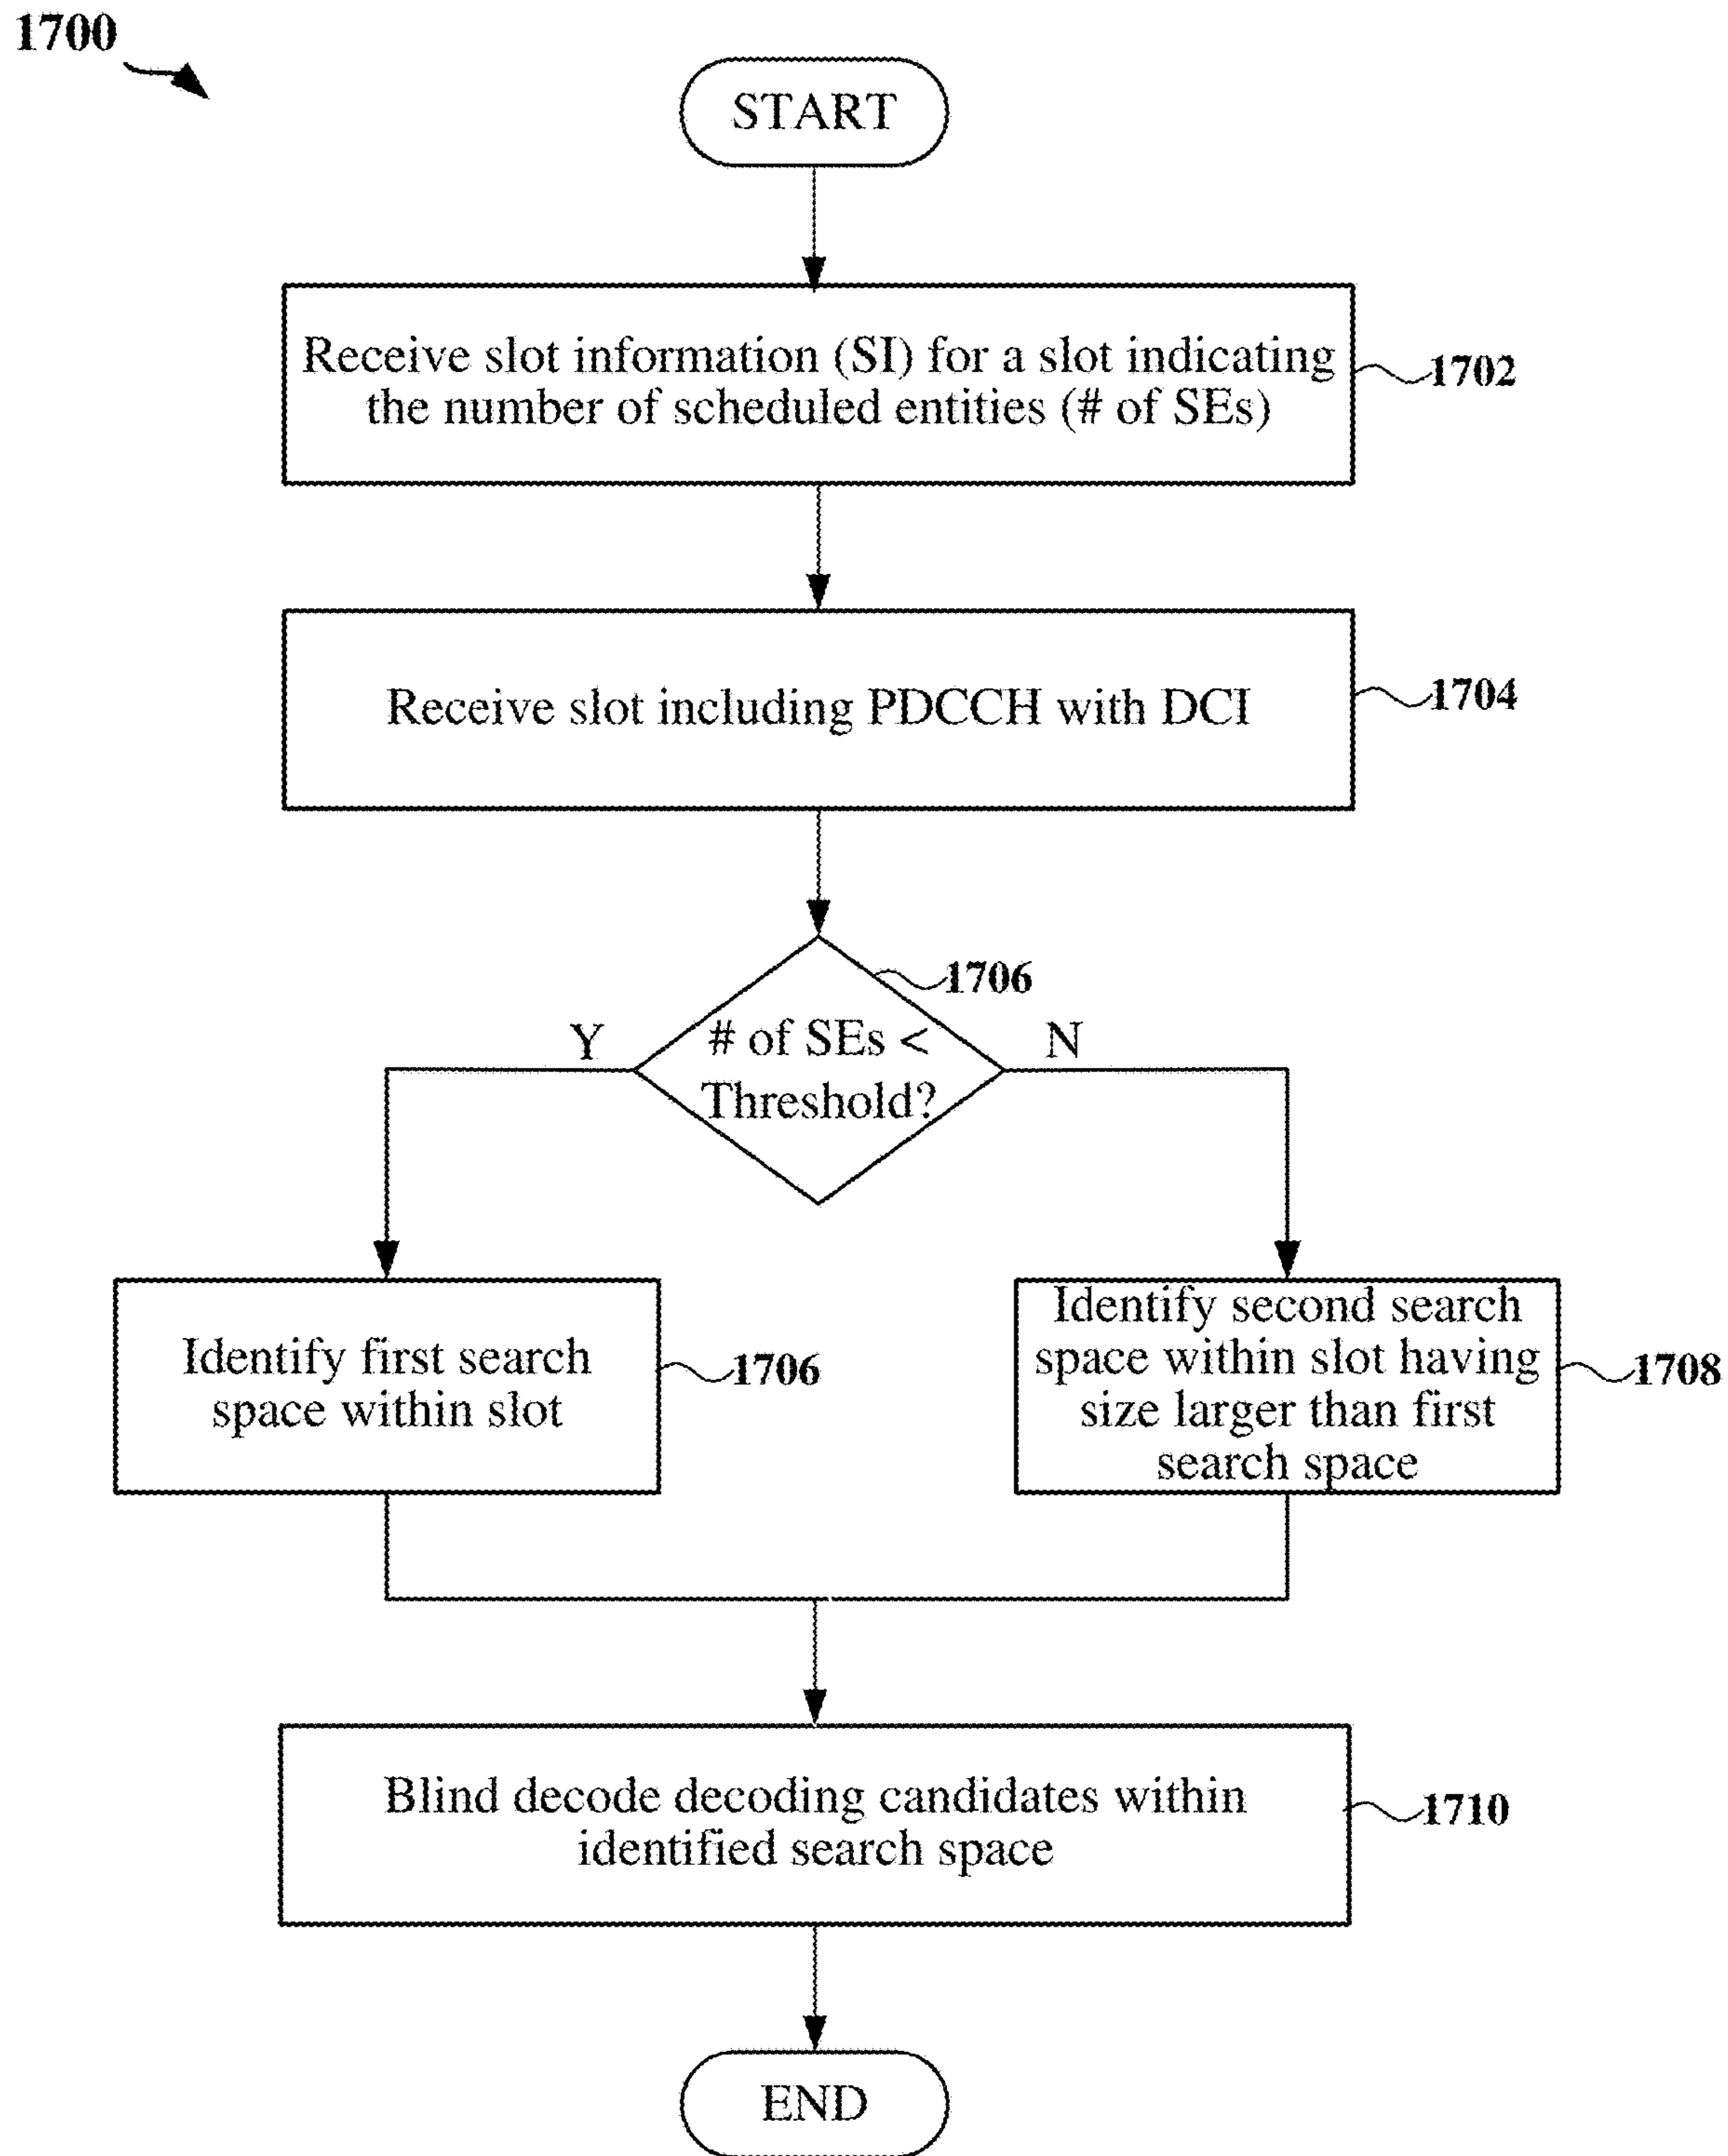 1700
START
Receive slot information (SI) for a slot indicating
the number of scheduled entities (# of SEs)
1702
Receive slot including PDCCH with DCI
1704
1706
Y
# of SEs <
Threshold?
N
Identify first search
space within slot
1706
Identify second search
space within slot having
size larger than first
search space
1708
Blind decode decoding candidates within
identified search space
1710
END